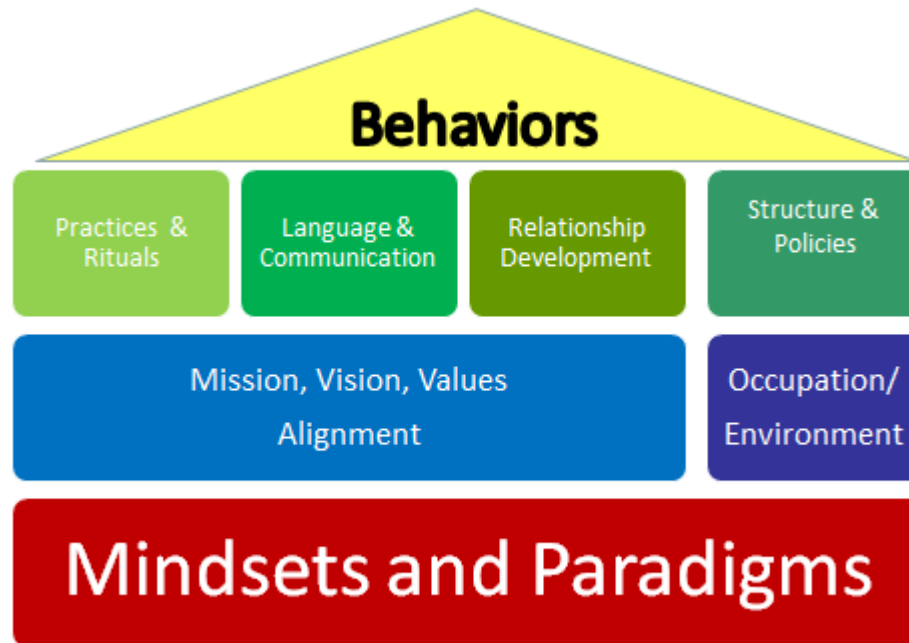 Behaviors
Practices & Rituals
Language & Communication
Relationship Development
Structure & Policies
Mission, Vision, Values
Alignment
Occupation/
Environment
Mindsets and Paradigms